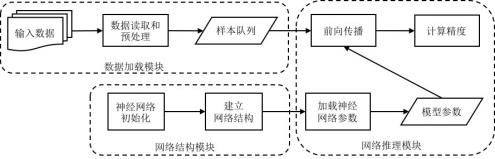 输入数据
数据读取和
预处理
样本队列
前向传播
计算精度
数据加载模块
神经网络
初始化
建立
网络结构
加载神经
网络参数
模型参数
网络结构模块
网络推理模块